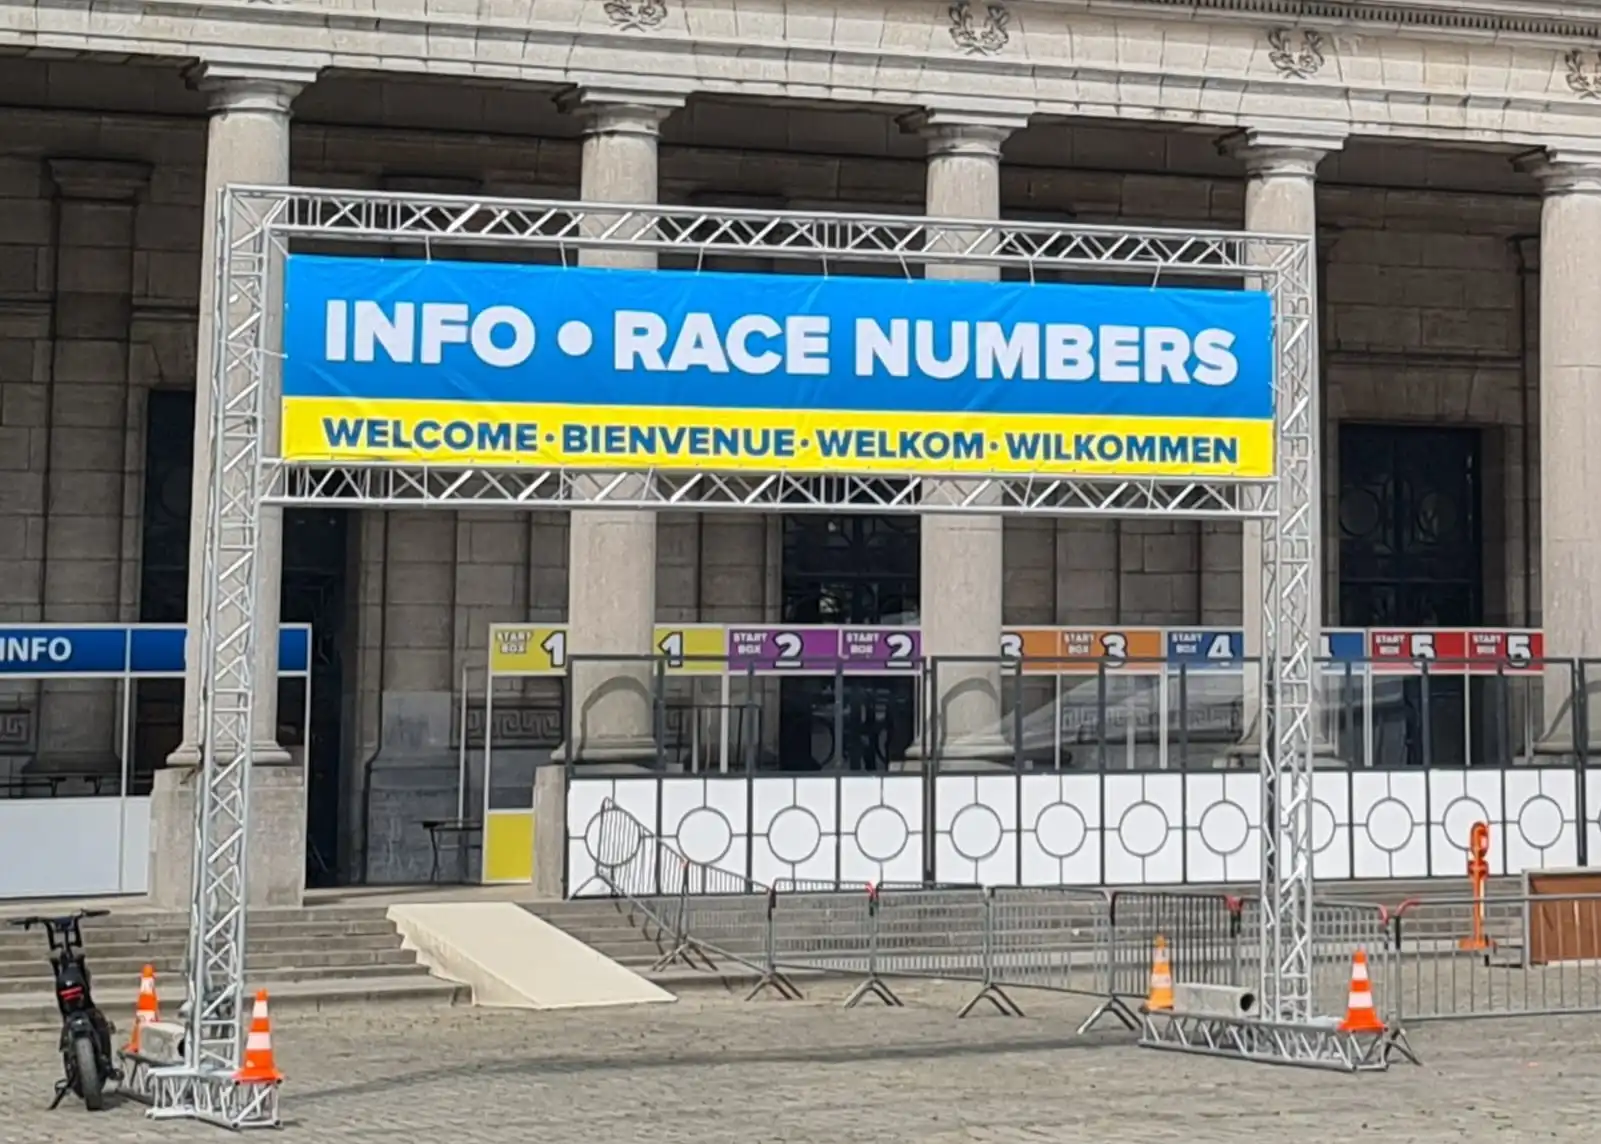 INFO • RACE NUMBERS
WELCOME · BIENVENUE · WELKOM · WILKOMMEN
INFO
START BOX 1
1
START BOX 2
START BOX 2
3
START BOX 3
START BOX 4
4
START BOX 5
START BOX 5